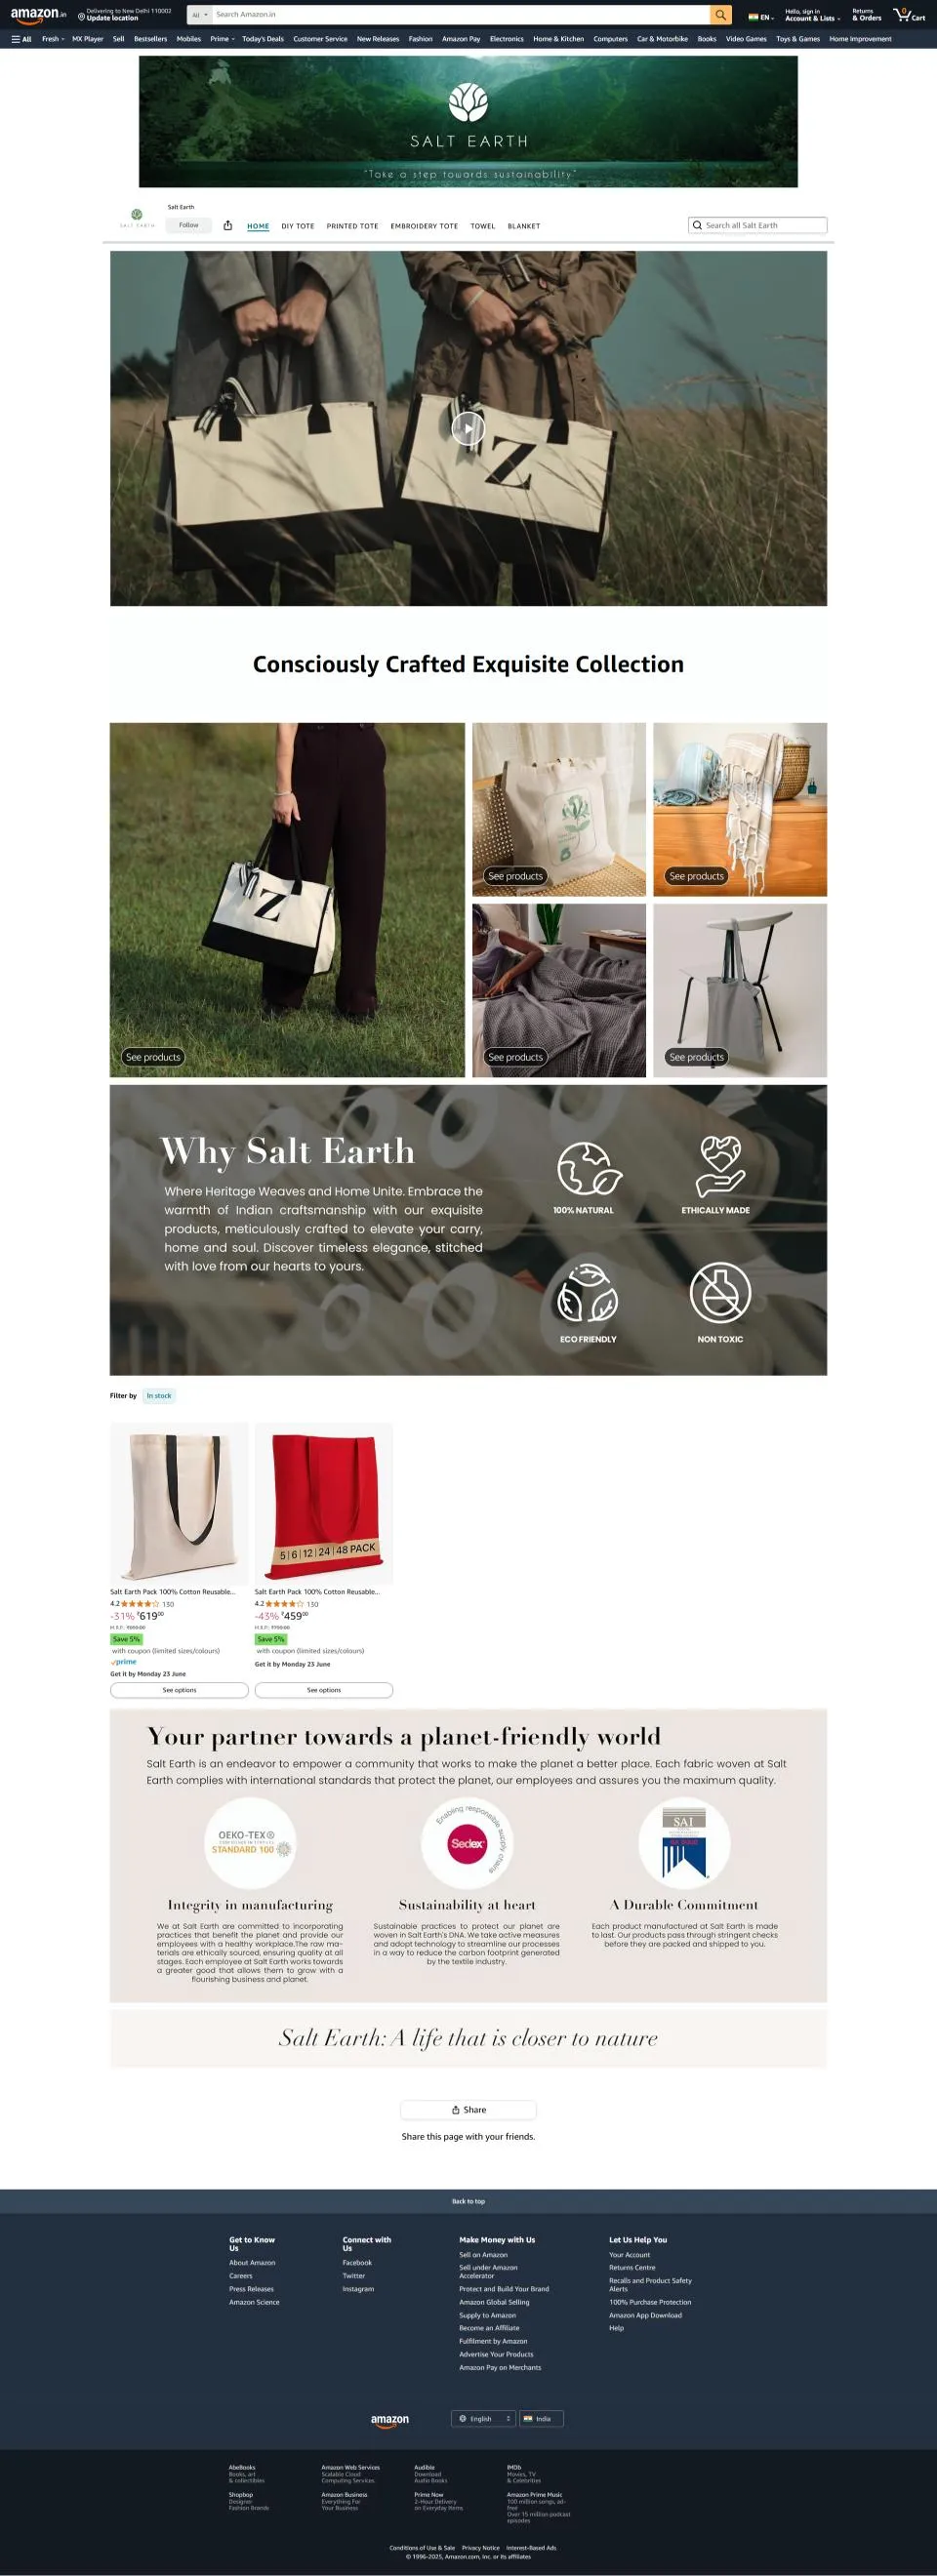 amazon.in
Delivering to New Delhi 110002
Update location
All
Search Amazon.in
EN
Hello, sign in
Account & Lists
Returns
& Orders
0
Cart
All
Fresh
MX Player
Sell
Bestsellers
Mobiles
Prime
Today's Deals
Customer Service
New Releases
Fashion
Amazon Pay
Electronics
Home & Kitchen
Computers
Car & Motorbike
Books
Video Games
Toys & Games
Home Improvement
SALT EARTH
"Take a step towards sustainability"
SALT EARTH
Salt Earth
Follow
HOME
DIY TOTE
PRINTED TOTE
EMBROIDERY TOTE
TOWEL
BLANKET
Search all Salt Earth
Z
Consciously Crafted Exquisite Collection
Z
See products
See products
See products
See products
See products
Why Salt Earth
Where Heritage Weaves and Home Unite. Embrace the
warmth of Indian craftsmanship with our exquisite
products, meticulously crafted to elevate your carry,
home and soul. Discover timeless elegance, stitched
with love from our hearts to yours.
100% NATURAL
ETHICALLY MADE
ECO FRIENDLY
NON TOXIC
Filter by
In stock
5|6|12|24|48 PACK
Salt Earth Pack 100% Cotton Reusable...
4.2
130
-31% ₹61900
M.R.P.:
Save 5%
with coupon (limited sizes/colours)
prime
Get it by Monday 23 June
See options
Salt Earth Pack 100% Cotton Reusable...
4.2
130
-43% ₹45900
M.R.P.:
Save 5%
with coupon (limited sizes/colours)
Get it by Monday 23 June
See options
Your partner towards a planet-friendly world
Salt Earth is an endeavor to empower a community that works to make the planet a better place. Each fabric woven at Salt
Earth complies with international standards that protect the planet, our employees and assures you the maximum quality.
OEKO-TEX®
STANDARD 100
Enabling responsible supply chains
Sedex
SAI
Integrity in manufacturing
We at Salt Earth are committed to incorporating
practices that benefit the planet and provide our
employees with a healthy workplace.The raw ma-
terials are ethically sourced, ensuring quality at all
stages. Each employee at Salt Earth works towards
a greater good that allows them to grow with a
flourishing business and planet.
Sustainability at heart
Sustainable practices to protect our planet are
woven in Salt Earth's DNA. We take active measures
and adopt technology to streamline our processes
in a way to reduce the carbon footprint generated
by the textile industry.
A Durable Commitment
Each product manufactured at Salt Earth is made
to last. Our products pass through stringent checks
before they are packed and shipped to you.
Salt Earth: A life that is closer to nature
Share
Share this page with your friends.
Back to top
Get to Know
Us
About Amazon
Careers
Press Releases
Amazon Science
Connect with
Us
Facebook
Twitter
Instagram
Make Money with Us
Sell on Amazon
Sell under Amazon
Accelerator
Protect and Build Your Brand
Amazon Global Selling
Supply to Amazon
Become an Affiliate
Fulfilment by Amazon
Advertise Your Products
Amazon Pay on Merchants
Let Us Help You
Your Account
Returns Centre
Recalls and Product Safety
Alerts
100% Purchase Protection
Amazon App Download
Help
amazon
English
India
AbeBooks
Books, art
& collectibles
Amazon Web Services
Scalable Cloud
Computing Services
Audible
Download
Audio Books
IMDb
Movies, TV
& Celebrities
Shopbop
Designer
Fashion Brands
Amazon Business
Everything For
Your Business
Prime Now
2-Hour Delivery
on Everyday Items
Amazon Prime Music
100 million songs, ad-
free
Over 15 million podcast
episodes
Conditions of Use & Sale
Privacy Notice
Interest-Based Ads
© 1996-2025, Amazon.com, Inc. or its affiliates